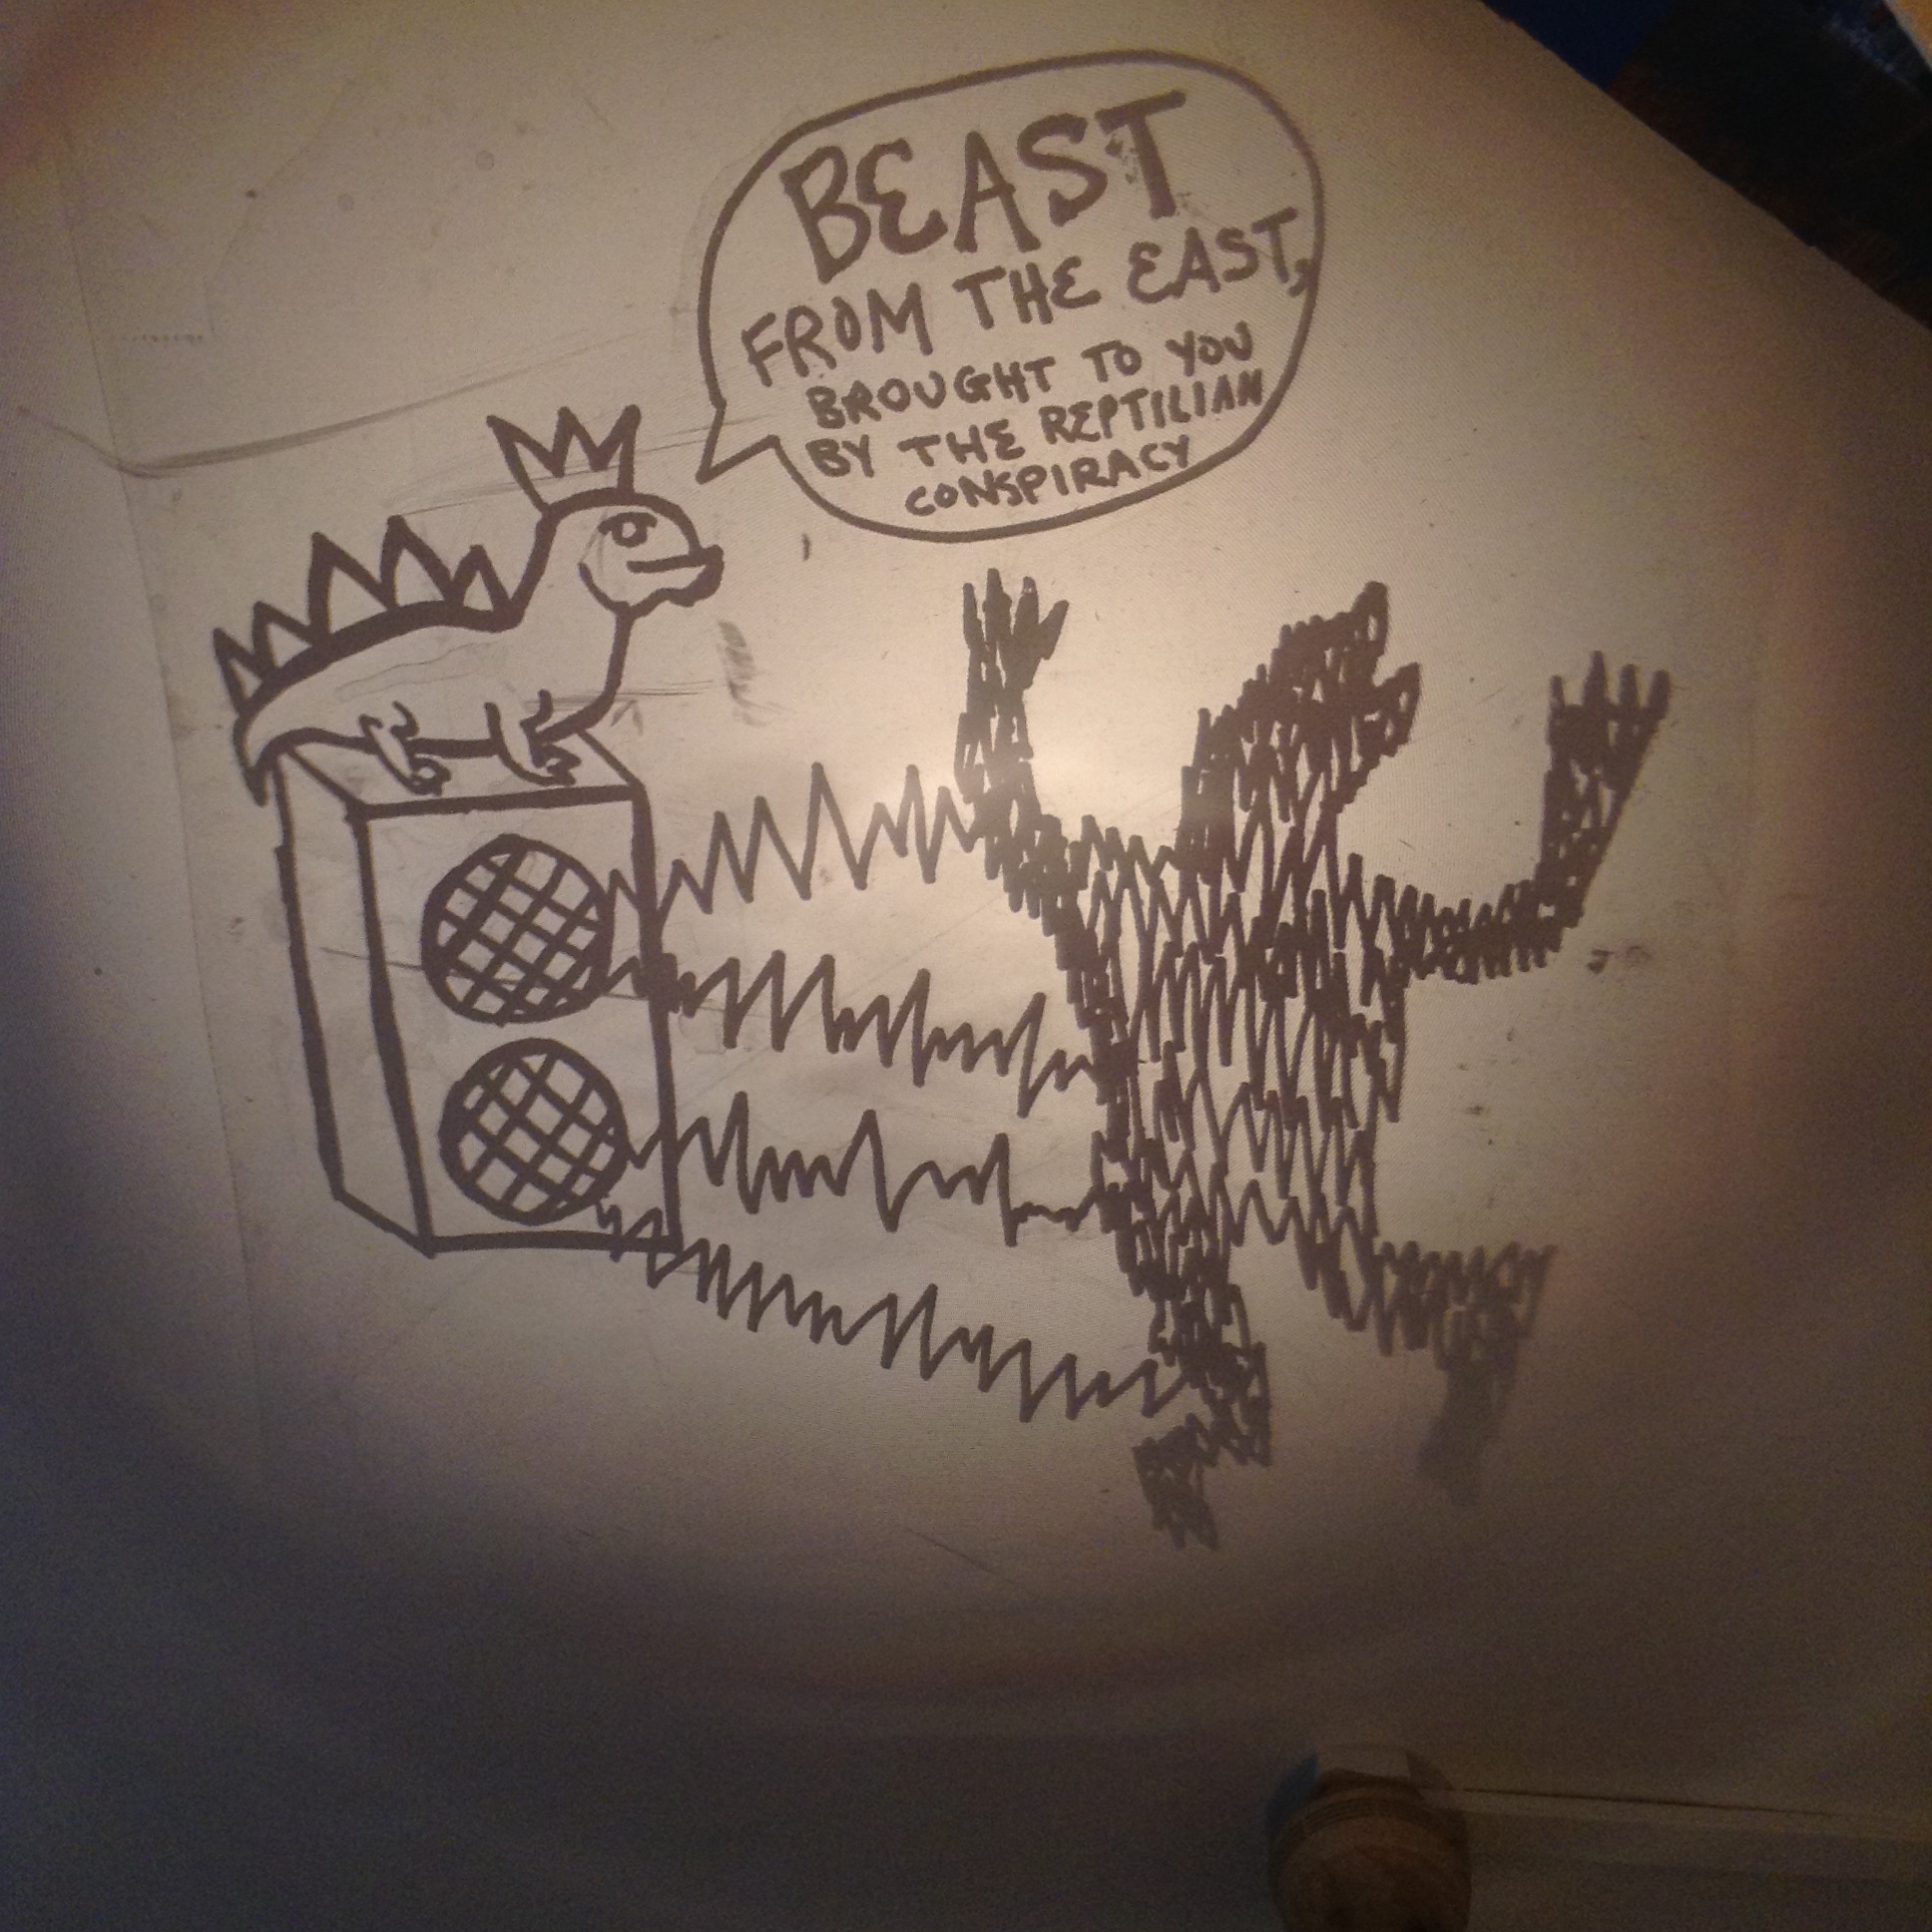 BEAST
FROM THE EAST,
BROUGHT TO YOU
BY THE REPTILIAN
CONSPIRACY